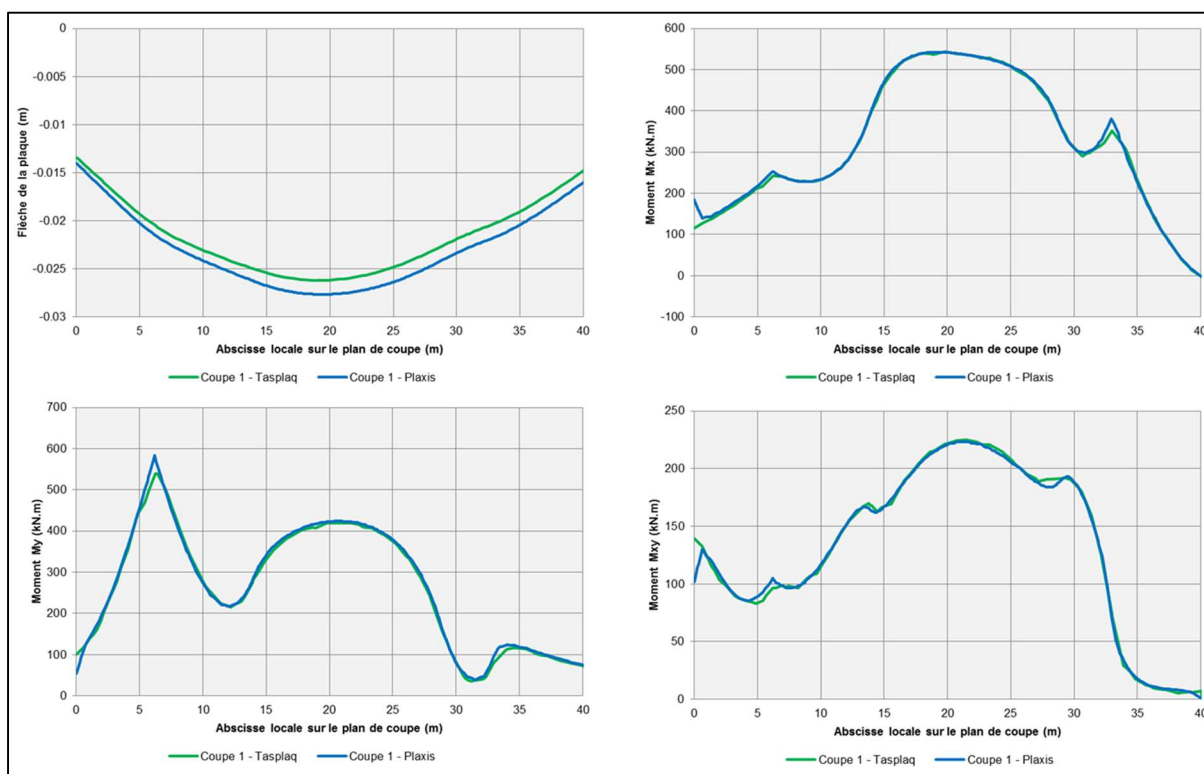 0
-0.005
-0.01
-0.015
-0.02
-0.025
-0.03
Flèche de la plaque (m)
0 5 10 15 20 25 30 35 40
Abscisse locale sur le plan de coupe (m)
Coupe 1 - Tasplaq Coupe 1 - Plaxis
600
500
400
300
200
100
0
-100
Moment Mx (kN.m)
0 5 10 15 20 25 30 35 40
Abscisse locale sur le plan de coupe (m)
Coupe 1 - Tasplaq Coupe 1 - Plaxis
700
600
500
400
300
200
100
0
Moment My (kN.m)
0 5 10 15 20 25 30 35 40
Abscisse locale sur le plan de coupe (m)
Coupe 1 - Tasplaq Coupe 1 - Plaxis
250
200
150
100
50
0
Moment Mxy (kN.m)
0 5 10 15 20 25 30 35 40
Abscisse locale sur le plan de coupe (m)
Coupe 1 - Tasplaq Coupe 1 - Plaxis